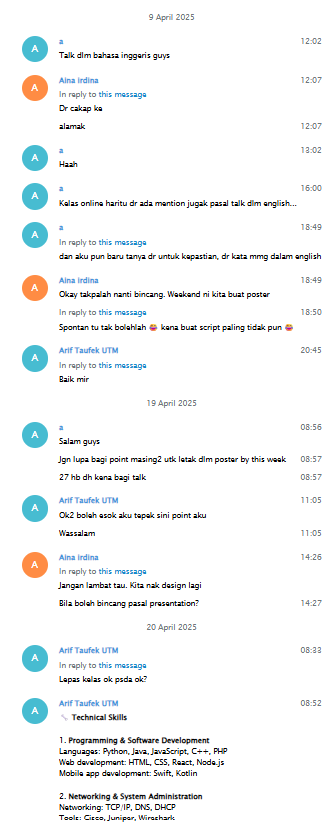 9 April 2025
A
a
12:02
Talk dlm bahasa inggeris guys
A
Aina irdina
12:07
In reply to this message
Dr cakap ke
alamak
12:07
A
a
13:02
Haah
A
a
16:00
Kelas online haritu dr ada mention jugak pasal talk dlm english...
A
a
18:49
In reply to this message
dan aku pun baru tanya dr untuk kepastian, dr kata mmg dalam english
A
Aina irdina
18:49
Okay takpalah nanti bincang. Weekend ni kita buat poster
In reply to this message
18:50
Spontan tu tak bolehlah 😂 kena buat script paling tidak pun 😂
A
Arif Taufek UTM
20:45
In reply to this message
Baik mir
19 April 2025
A
a
08:56
Salam guys
Jgn lupa bagi point masing2 utk letak dlm poster by this week
08:57
27 hb dh kena bagi talk
08:57
A
Arif Taufek UTM
11:05
Ok2 boleh esok aku tepek sini point aku
Wassalam
11:05
A
Aina irdina
14:26
In reply to this message
Jangan lambat tau. Kita nak design lagi
Bila boleh bincang pasal presentation?
14:27
20 April 2025
A
Arif Taufek UTM
08:33
In reply to this message
Lepas kelas ok psda ok?
A
Arif Taufek UTM
08:52
🔧 Technical Skills
1. Programming & Software Development
Languages: Python, Java, JavaScript, C++, PHP
Web development: HTML, CSS, React, Node.js
Mobile app development: Swift, Kotlin
2. Networking & System Administration
Networking: TCP/IP, DNS, DHCP
Tools: Cisco, Juniper, Wireshark